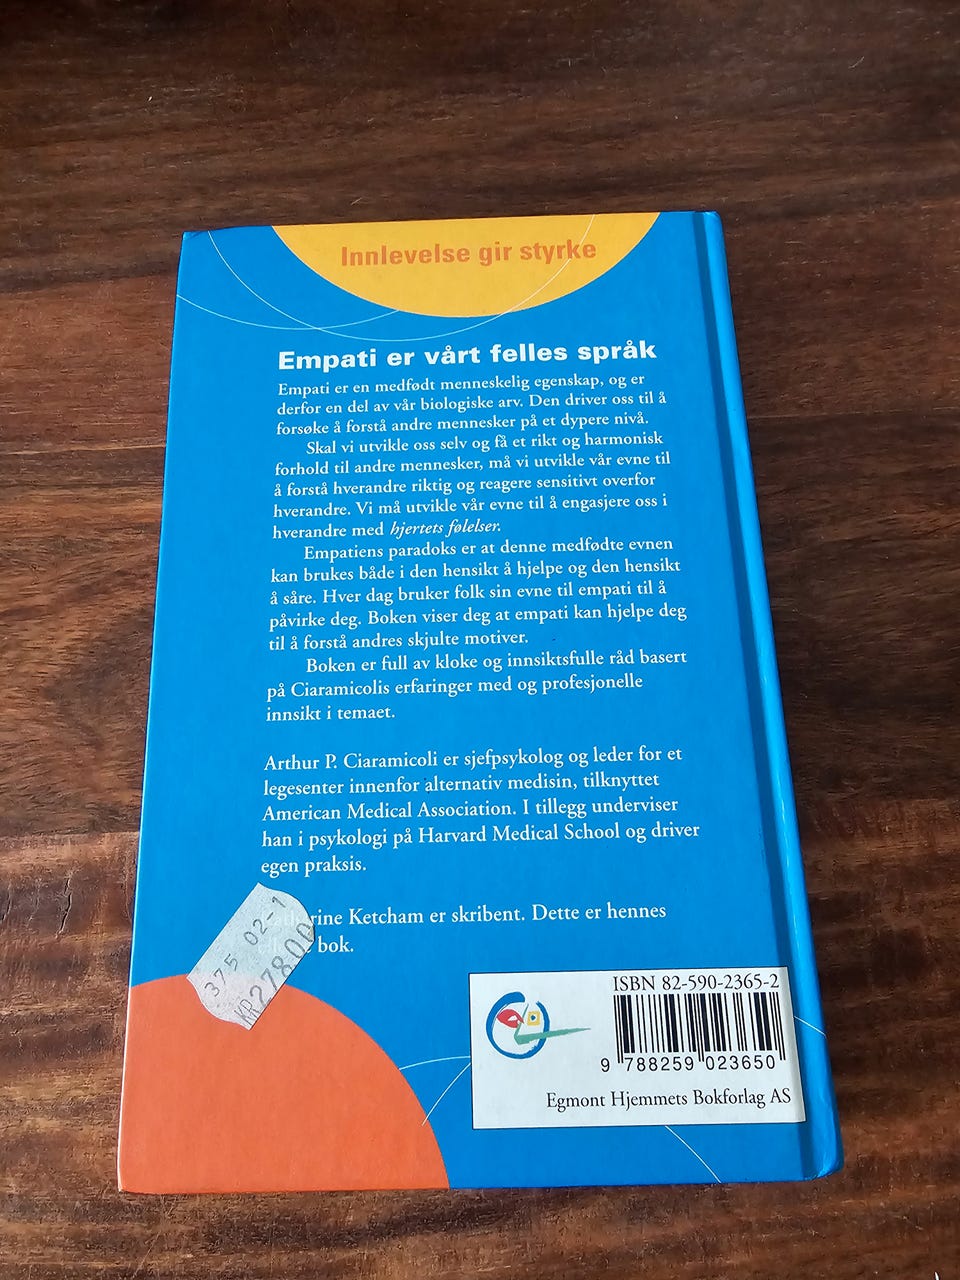 Innlevelse gir styrke
Empati er vårt felles språk
Empati er en medfødt menneskelig egenskap, og er
derfor en del av vår biologiske arv. Den driver oss til å
forsøke å forstå andre mennesker på et dypere nivå.
Skal vi utvikle oss selv og få et rikt og harmonisk
forhold til andre mennesker, må vi utvikle vår evne til
å forstå hverandre riktig og reagere sensitivt overfor
hverandre. Vi må utvikle vår evne til å engasjere oss i
hverandre med hjertets følelser.
Empatiens paradoks er at denne medfødte evnen
kan brukes både i den hensikt å hjelpe og den hensikt
å såre. Hver dag bruker folk sin evne til empati til å
påvirke deg. Boken viser deg at empati kan hjelpe deg
til å forstå andres skjulte motiver.
Boken er full av kloke og innsiktsfulle råd basert
på Ciaramicolis erfaringer med og profesjonelle
innsikt i temaet.
Arthur P. Ciaramicoli er sjefpsykolog og leder for et
legesenter innenfor alternativ medisin, tilknyttet
American Medical Association. I tillegg underviser
han i psykologi på Harvard Medical School og driver
egen praksis.
Ketcham er skribent. Dette er hennes
bok.
375 02-1
KR278.00
ISBN 82-590-2365-2
9 788259 023650
Egmont Hjemmets Bokforlag AS